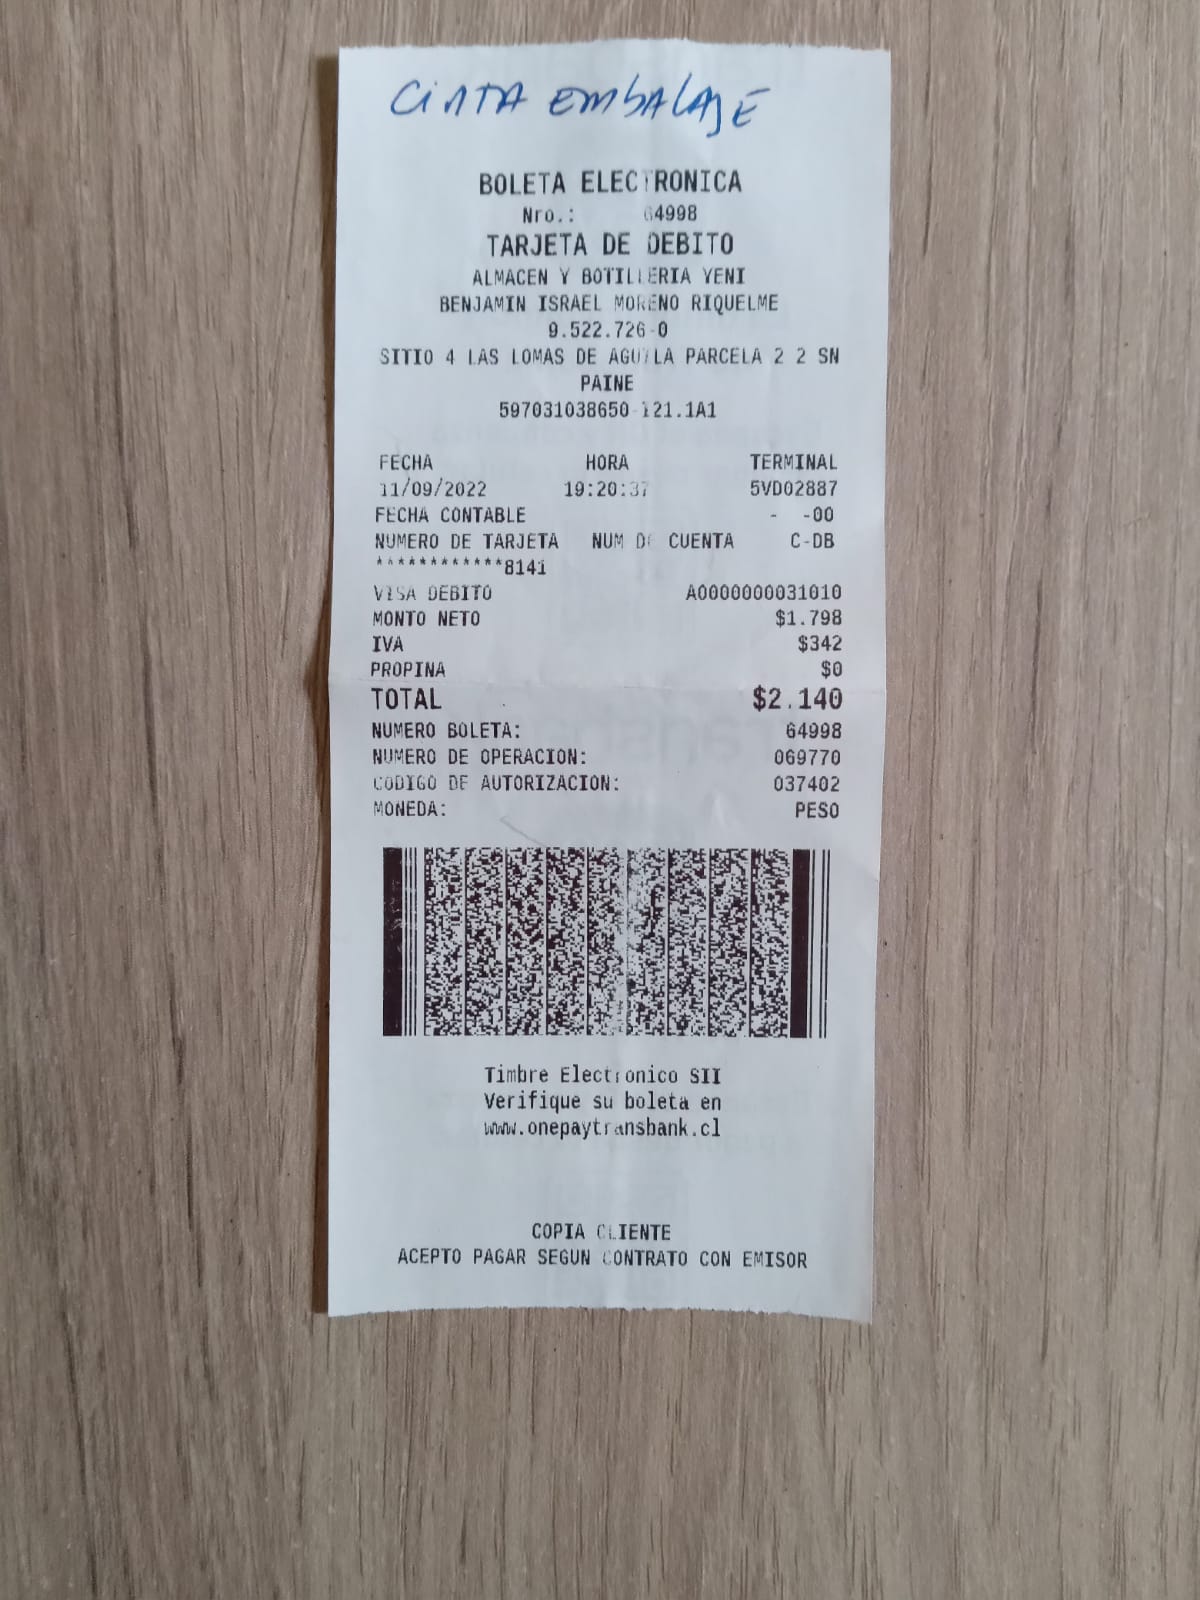 CINTA EMBALAJE
BOLETA ELECTRONICA
Nro.: 64998
TARJETA DE DEBITO
ALMACEN Y BOTILLERIA YENI
BENJAMIN ISRAEL MORENO RIQUELME
9.522.726-0
SITIO 4 LAS LOMAS DE AGUILA PARCELA 2 2 SN
PAINE
597031038650-121.1A1
FECHA HORA TERMINAL
11/09/2022 19:20:37 5VD02887
FECHA CONTABLE - -00
NUMERO DE TARJETA NUM DE CUENTA C-DB
************8141
VISA DEBITO A0000000031010
MONTO NETO $1.798
IVA $342
PROPINA $0
TOTAL $2.140
NUMERO BOLETA: 64998
NUMERO DE OPERACION: 069770
CODIGO DE AUTORIZACION: 037402
MONEDA: PESO
Timbre Electronico SII
Verifique su boleta en
www.onepaytransbank.cl
COPIA CLIENTE
ACEPTO PAGAR SEGUN CONTRATO CON EMISOR